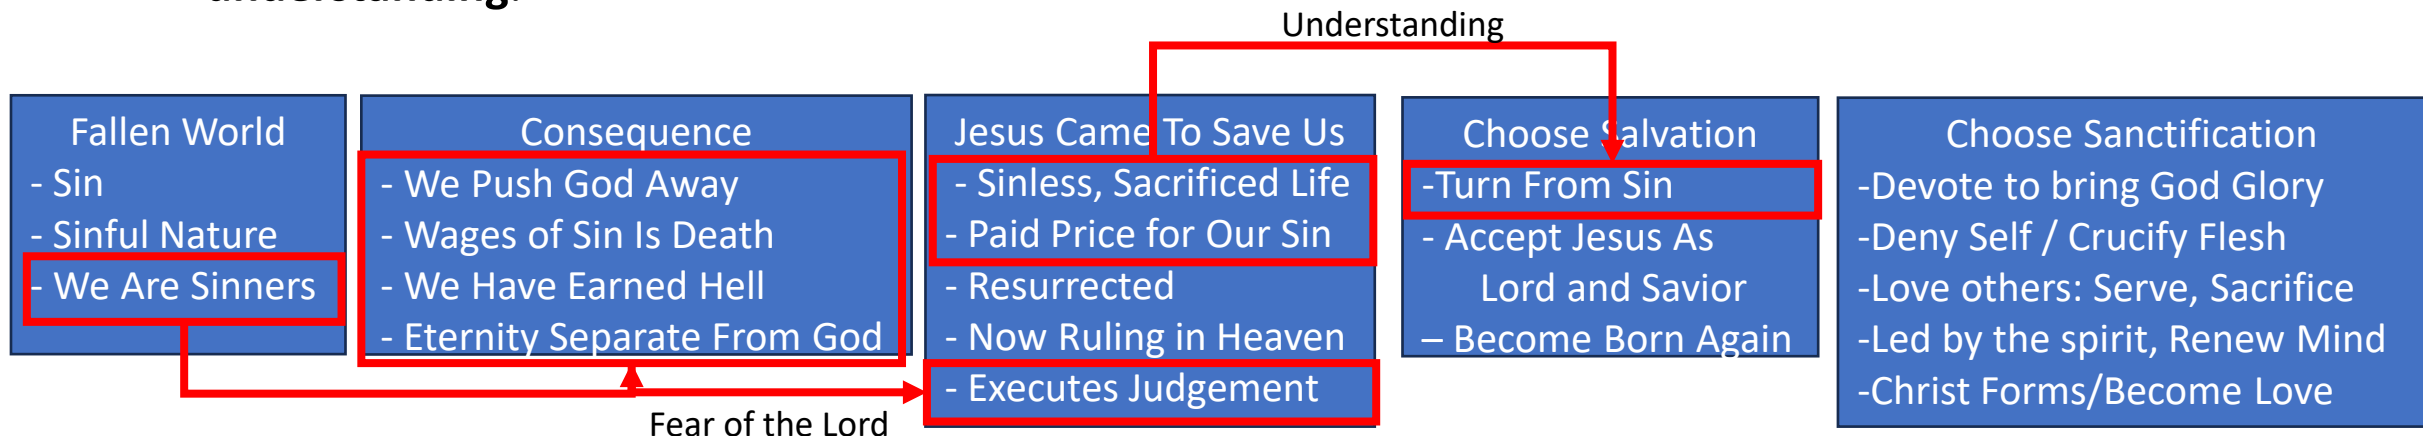 understanding.
Understanding
Fallen World
- Sin
- Sinful Nature
- We Are Sinners
Consequence
- We Push God Away
- Wages of Sin Is Death
- We Have Earned Hell
- Eternity Separate From God
Jesus Came To Save Us
- Sinless, Sacrificed Life
- Paid Price for Our Sin
- Resurrected
- Now Ruling in Heaven
- Executes Judgement
Choose Salvation
-Turn From Sin
- Accept Jesus As
Lord and Savior
– Become Born Again
Choose Sanctification
-Devote to bring God Glory
-Deny Self / Crucify Flesh
-Love others: Serve, Sacrifice
-Led by the spirit, Renew Mind
-Christ Forms/Become Love
Fear of the Lord